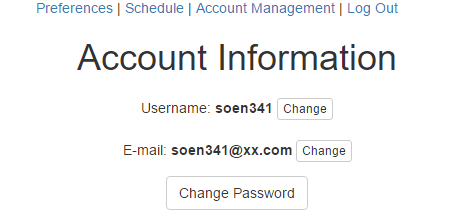 Preferences | Schedule | Account Management | Log Out
Account Information
Username: soen341 Change
E-mail: soen341@xx.com Change
Change Password